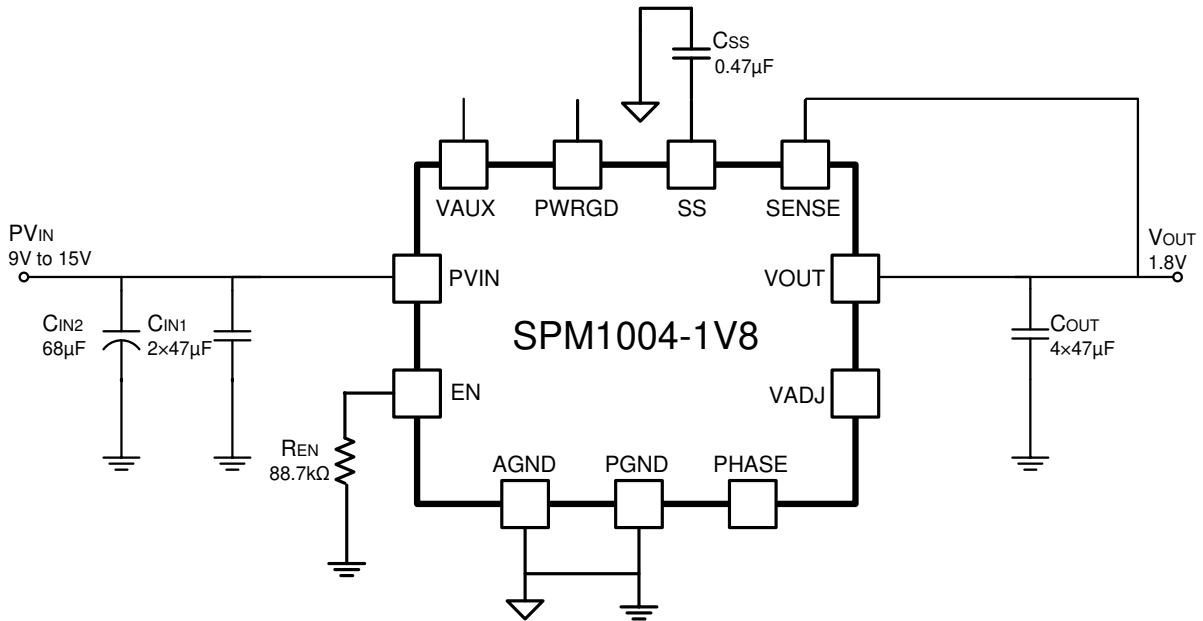 CSS
0.47µF
VAUX
PWRGD
SS
SENSE
PVIN
9V to 15V
VOUT
1.8V
PVIN
VOUT
CIN2
68µF
CIN1
2×47µF
SPM1004-1V8
COUT
4×47µF
EN
VADJ
REN
88.7kΩ
AGND
PGND
PHASE